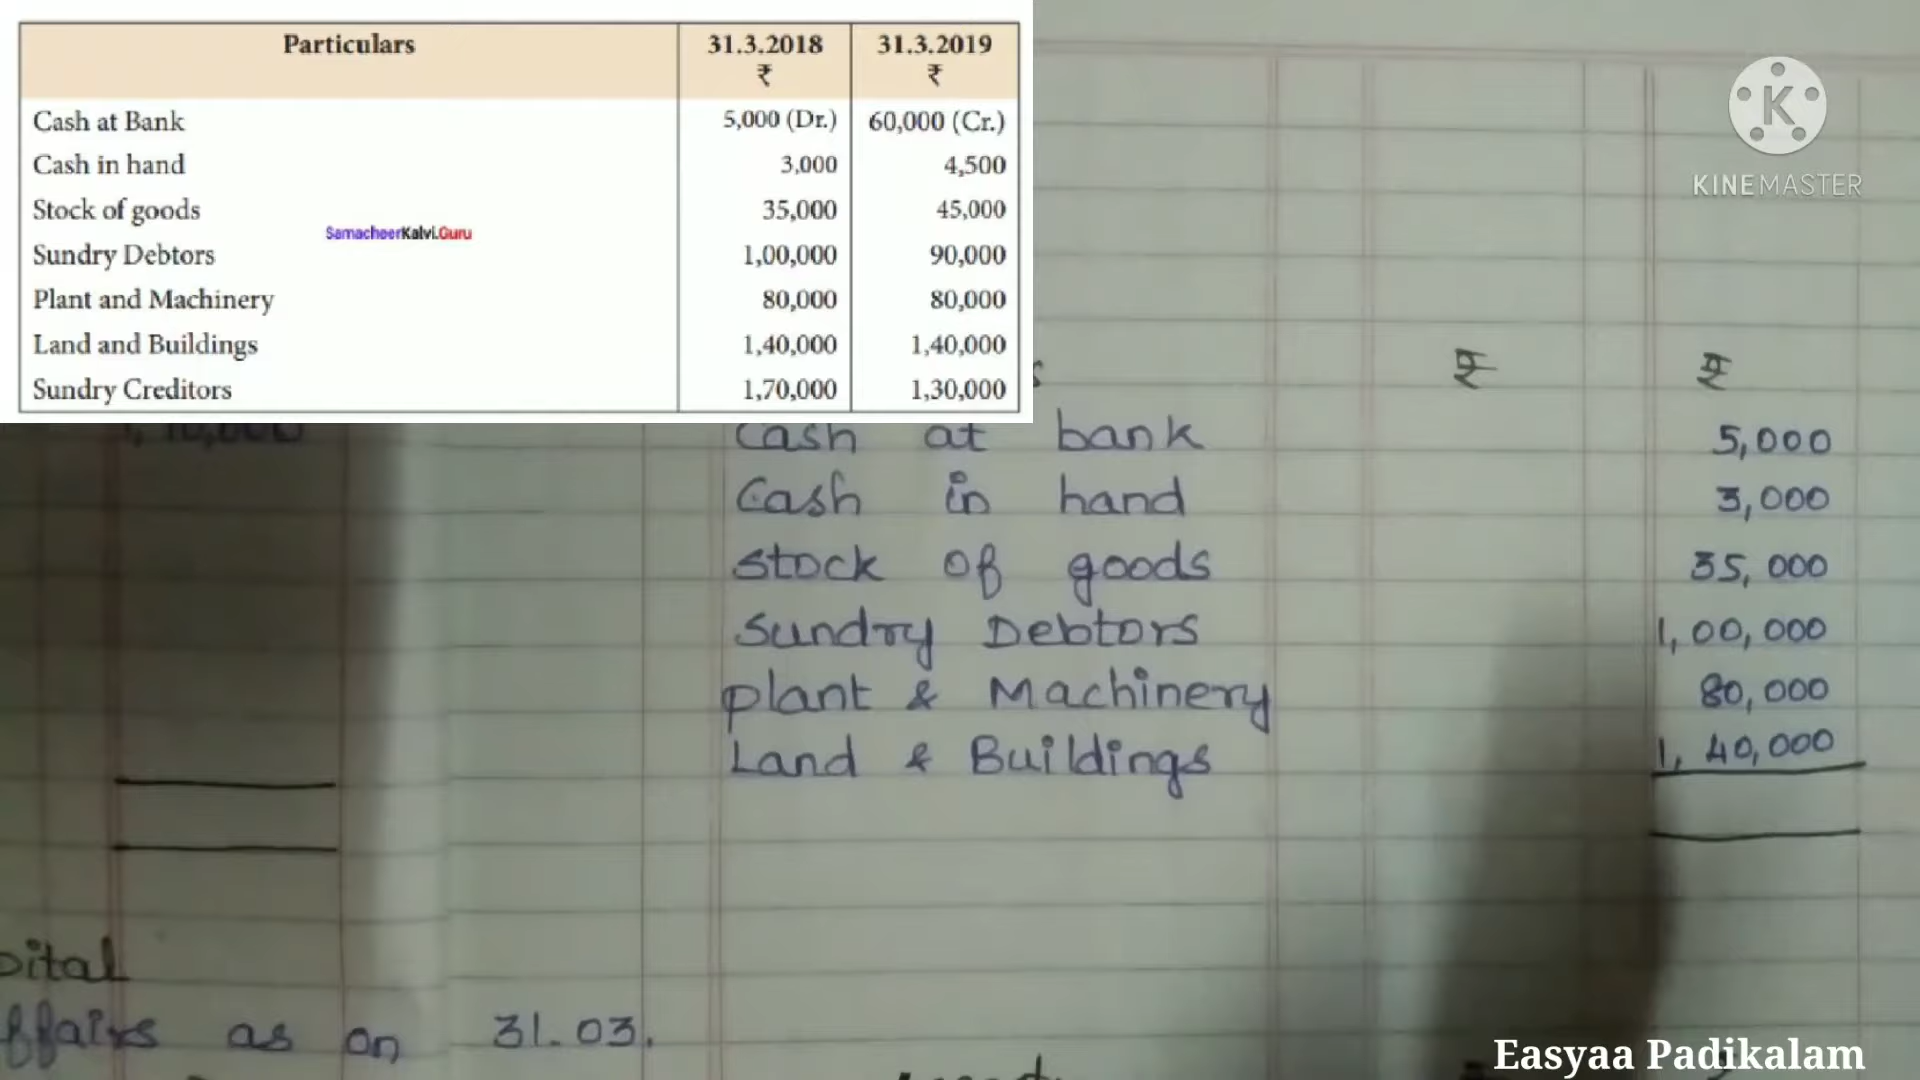 Particulars 31.3.2018 31.3.2019
₹ ₹
Cash at Bank 5,000 (Dr.) 60,000 (Cr.)
Cash in hand 3,000 4,500
Stock of goods 35,000 45,000
SamacheerKalvi.Guru
Sundry Debtors 1,00,000 90,000
Plant and Machinery 80,000 80,000
Land and Buildings 1,40,000 1,40,000
Sundry Creditors 1,70,000 1,30,000
K
KINEMASTER
₹ ₹
Cash at bank 5,000
Cash in hand 3,000
Stock of goods 35,000
Sundry Debtors 1,00,000
Plant & Machinery 80,000
Land & Buildings 1,40,000
pital
ffairs as on 31.03.
Easyaa Padikalam